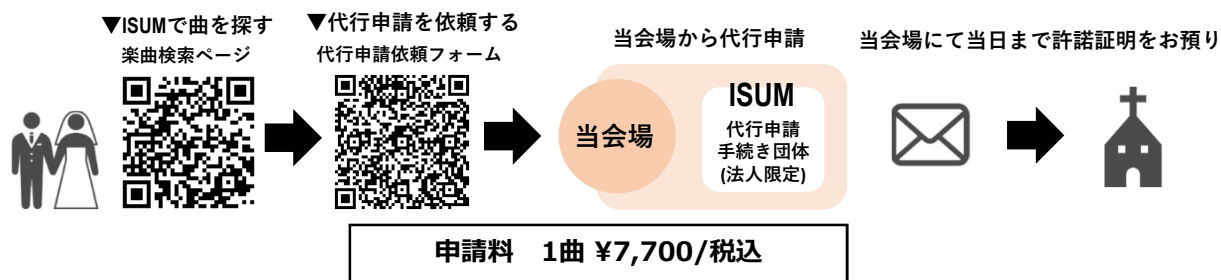 ▼ISUMで曲を探す
楽曲検索ページ
▼代行申請を依頼する
代行申請依頼フォーム
当会場から代行申請
当会場
ISUM
代行申請
手続き団体
(法人限定)
当会場にて当日まで許諾証明をお預り
申請料　1曲 ¥7,700/税込